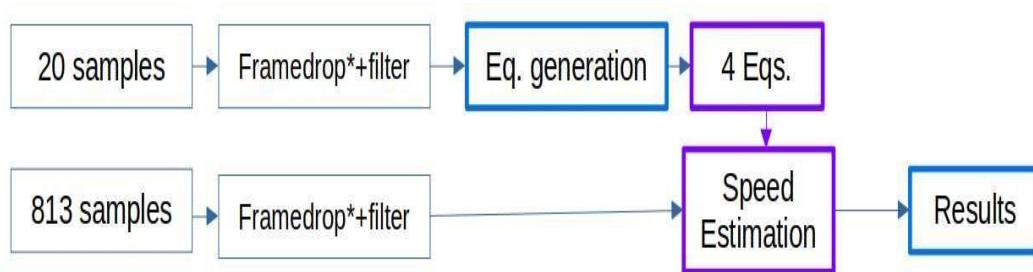 20 samples
Framedrop*+filter
Eq. generation
4 Eqs.
813 samples
Framedrop*+filter
Speed
Estimation
Results